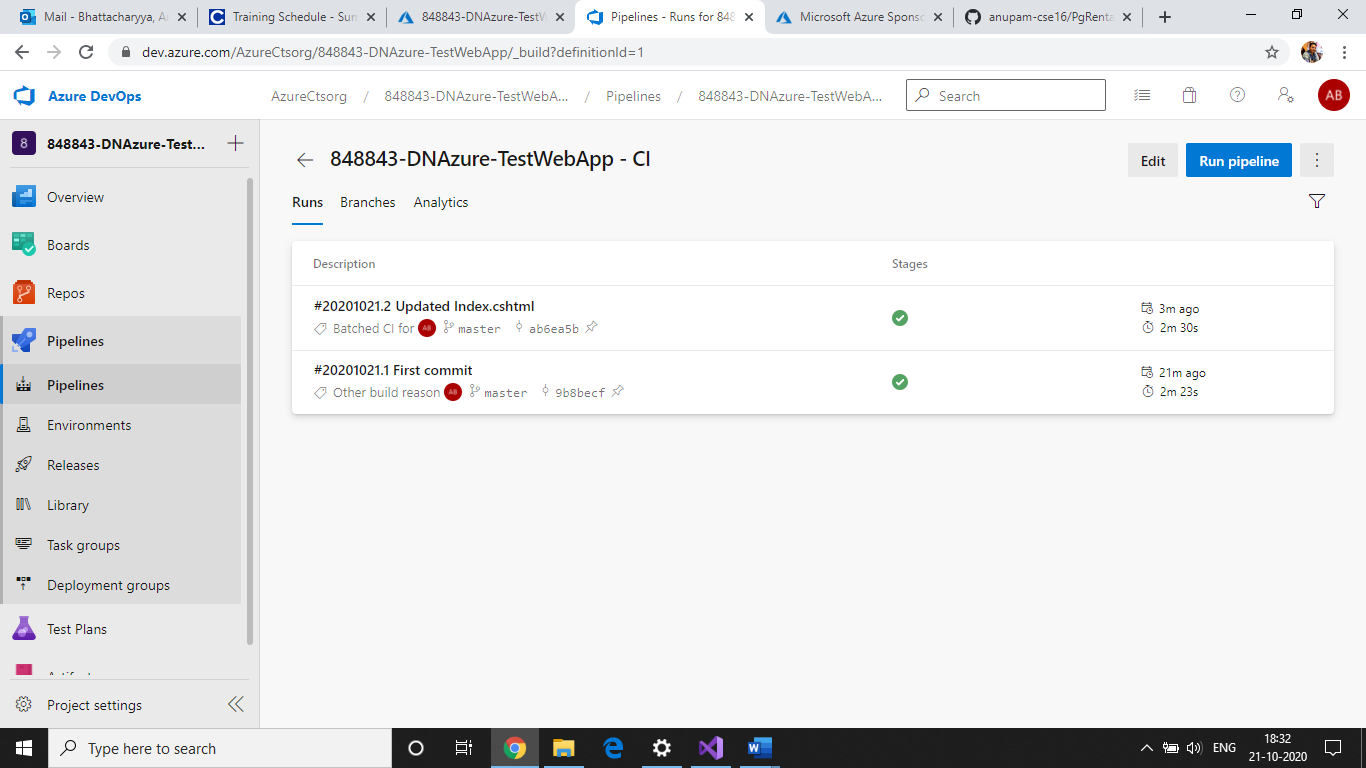 Mail - Bhattacharyya, A
Training Schedule - Sun
848843-DNAzure-TestW
Pipelines - Runs for 848
Microsoft Azure Sponsc
anupam-cse16/PgRenta
dev.azure.com/AzureCtsorg/848843-DNAzure-TestWebApp/_build?definitionId=1
Azure DevOps
AzureCtsorg / 848843-DNAzure-TestWebA... / Pipelines / 848843-DNAzure-TestWebA...
Search
AB
8 848843-DNAzure-Test...
Overview
Boards
Repos
Pipelines
Pipelines
Environments
Releases
Library
Task groups
Deployment groups
Test Plans
Project settings
848843-DNAzure-TestWebApp - CI
Edit
Run pipeline
Runs Branches Analytics
Description Stages
#20201021.2 Updated Index.cshtml
Batched CI for AB master ab6ea5b
3m ago
2m 30s
#20201021.1 First commit
Other build reason AB master 9b8becf
21m ago
2m 23s
Type here to search
ENG
18:32
21-10-2020